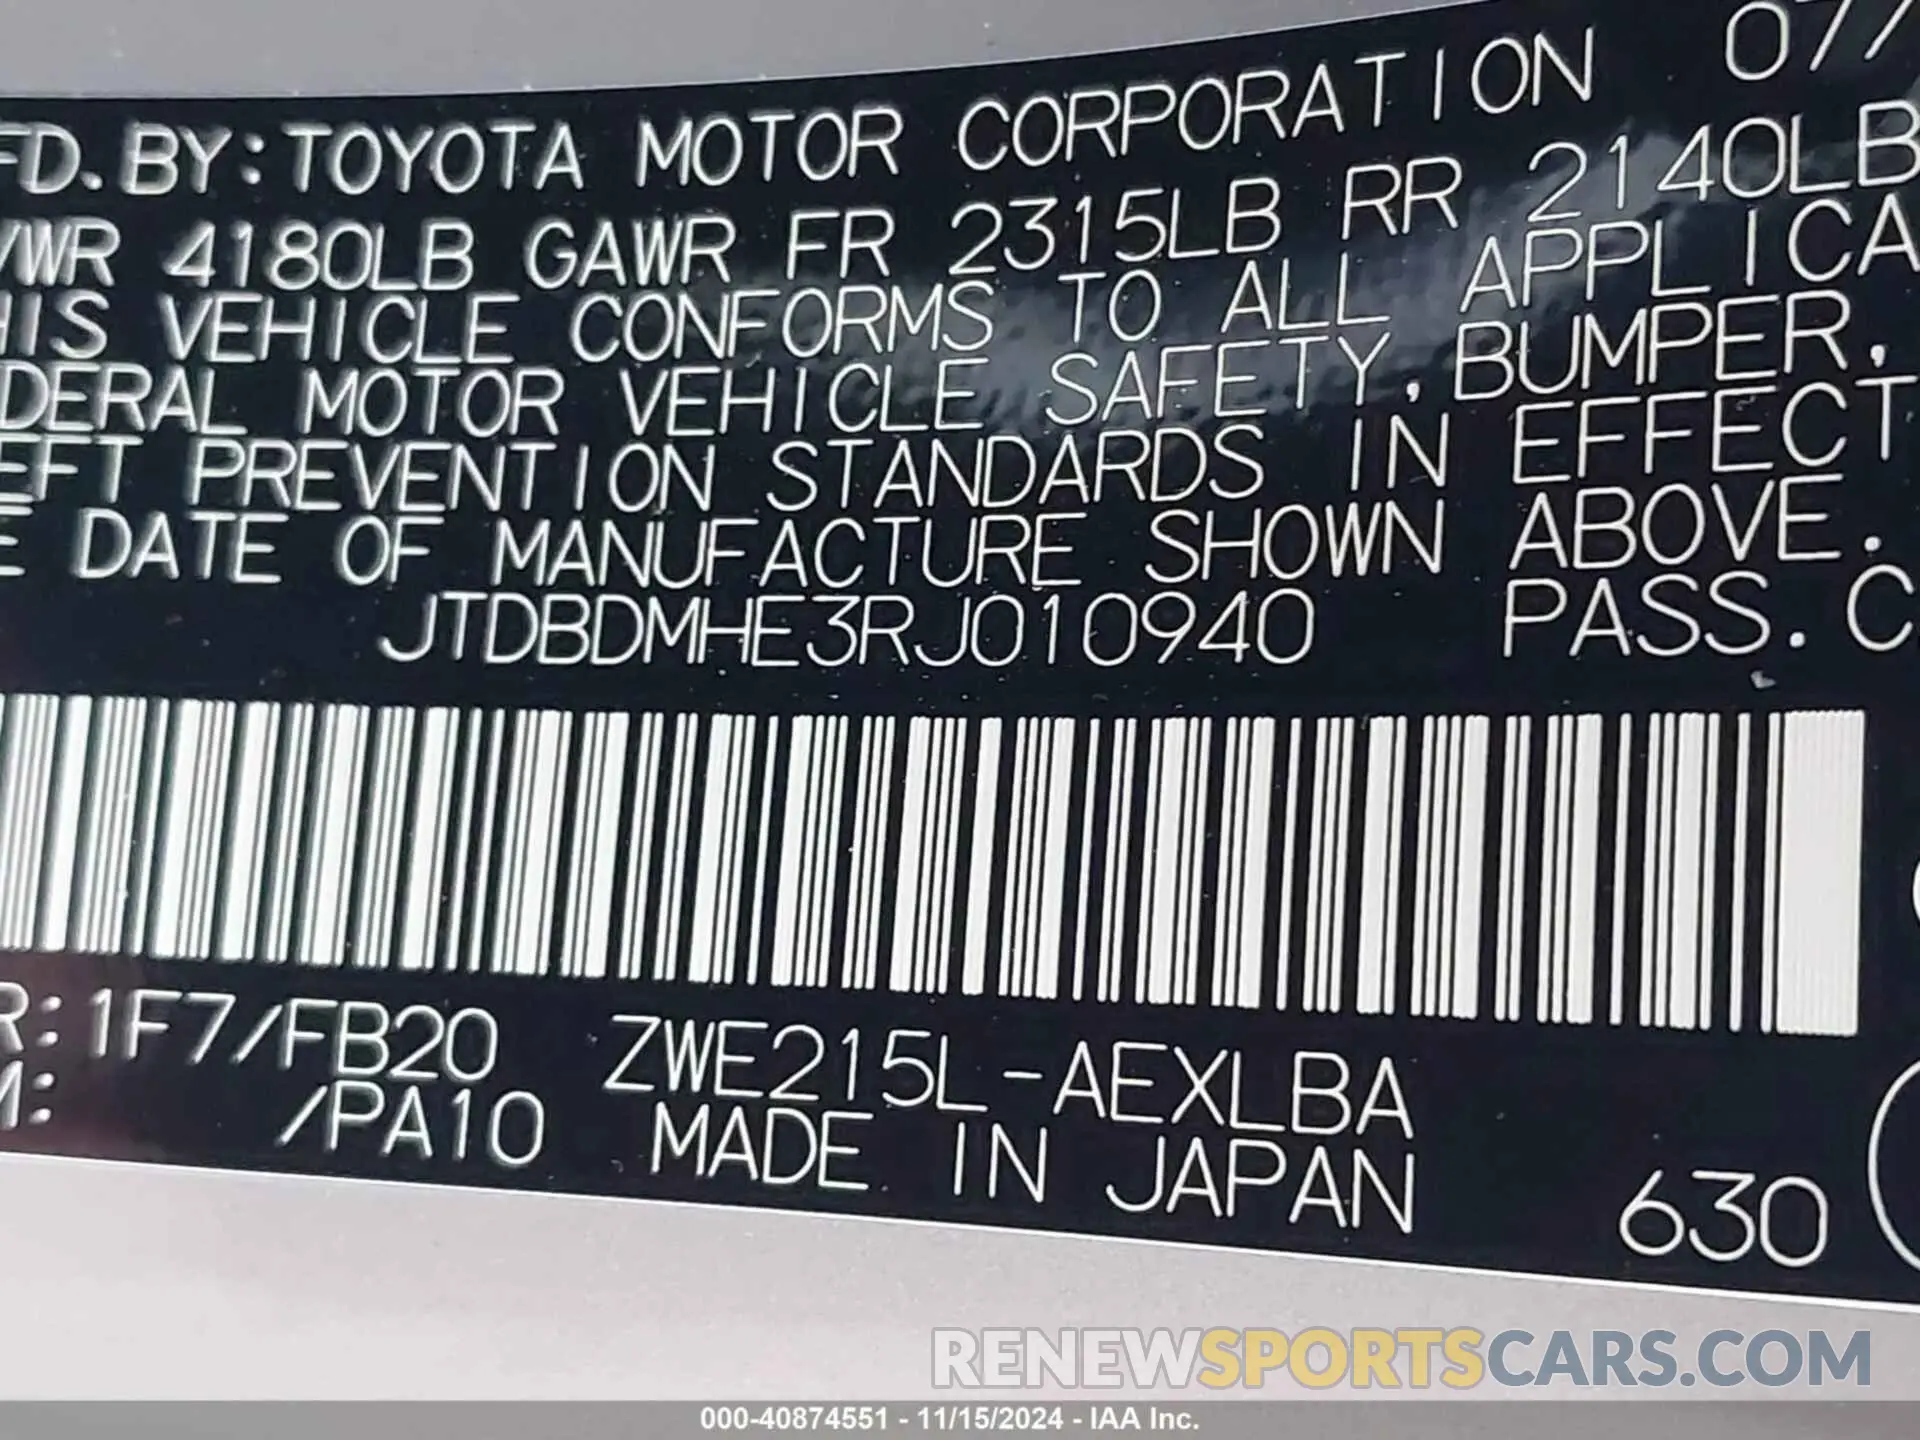 FD. BY: TOYOTA MOTOR CORPORATION 077
VWR 4180LB GAWR FR 2315LB RR 2140LB
HIS VEHICLE CONFORMS TO ALL APPLICA
DERAL MOTOR VEHICLE SAFETY, BUMPER,
EFT PREVENTION STANDARDS IN EFFECT
E DATE OF MANUFACTURE SHOWN ABOVE.
JTDBDMHE3RJ010940 PASS. C
R: 1F7/FB20 ZWE215L-AEXLBA
M: /PA10 MADE IN JAPAN 630
RENEWSPORTSCARS.COM
000-40874551 - 11/15/2024 - IAA Inc.